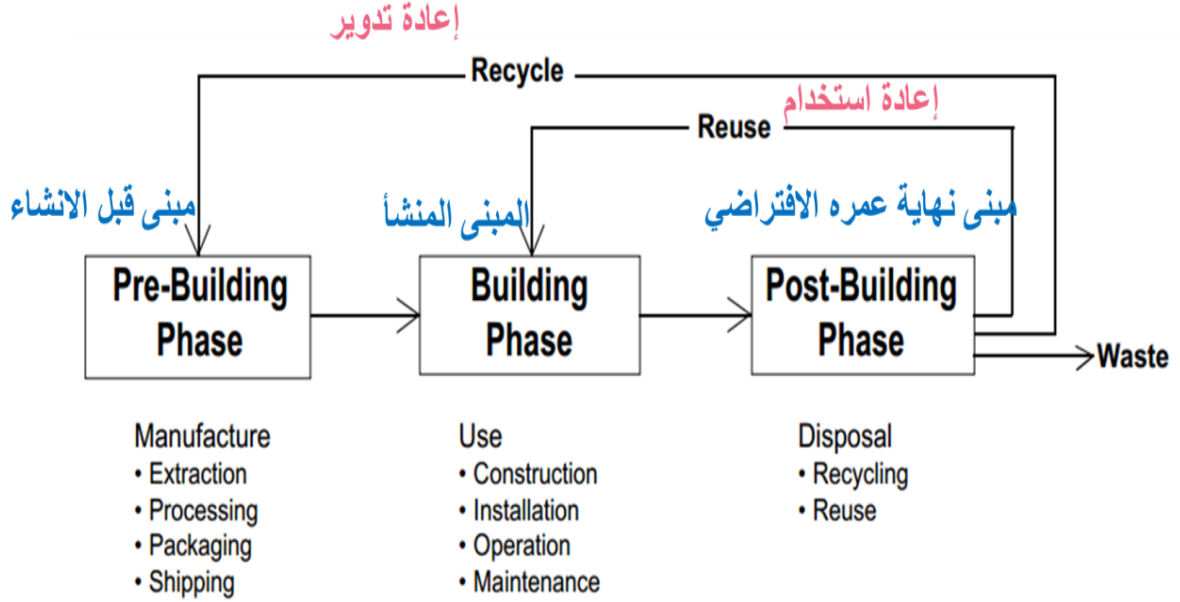 إعادة تدوير
Recycle
إعادة استخدام
Reuse
مبنى قبل الانشاء
المبنى المنشأ
مبنى نهاية عمره الافتراضي
Pre-Building
Phase
Building
Phase
Post-Building
Phase
Waste
Manufacture
• Extraction
• Processing
• Packaging
• Shipping
Use
• Construction
• Installation
• Operation
• Maintenance
Disposal
• Recycling
• Reuse